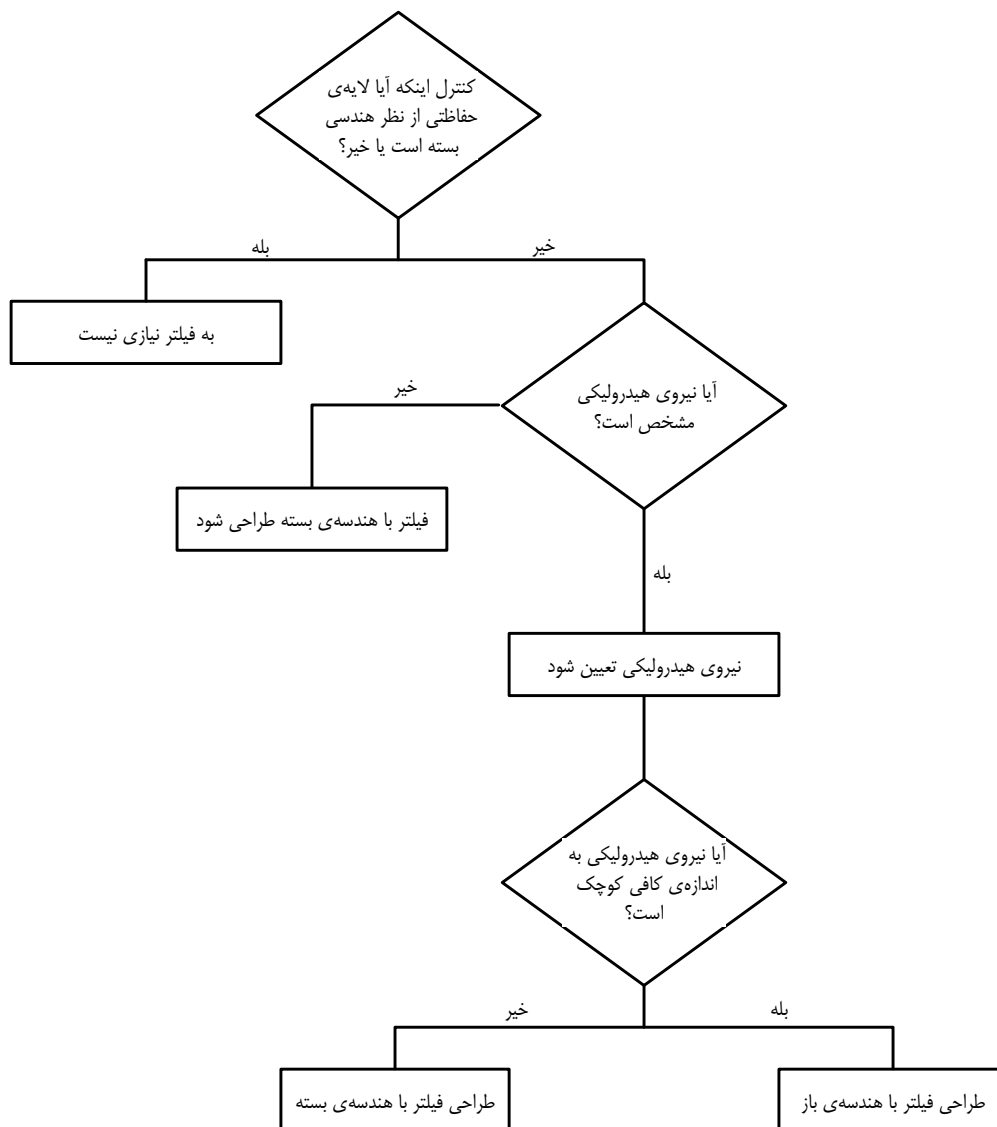 کنترل اینکه آیا لایه‌ی
حفاظتی از نظر هندسی
بسته است یا خیر؟
خیر
بله
به فیلتر نیازی نیست
آیا نیروی هیدرولیکی
مشخص است؟
خیر
فیلتر با هندسه‌ی بسته طراحی شود
بله
نیروی هیدرولیکی تعیین شود
آیا نیروی هیدرولیکی به
اندازه‌ی کافی کوچک
است؟
بله
خیر
طراحی فیلتر با هندسه‌ی باز
طراحی فیلتر با هندسه‌ی بسته